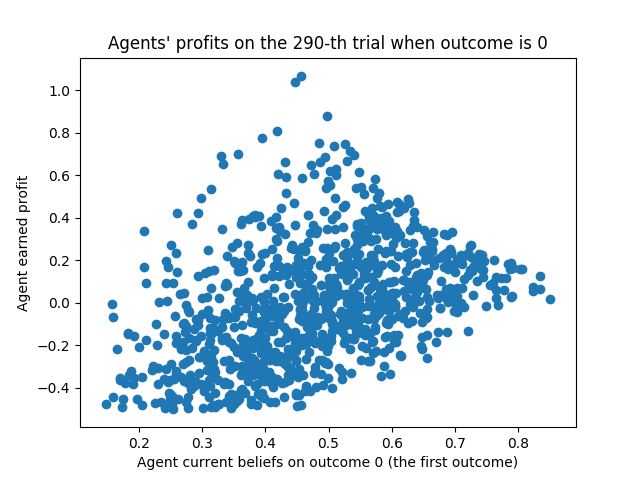 Agents' profits on the 290-th trial when outcome is 0
1.0
0.8
0.6
0.4
0.2
0.0
−0.2
−0.4
Agent earned profit
0.2 0.3 0.4 0.5 0.6 0.7 0.8
Agent current beliefs on outcome 0 (the first outcome)